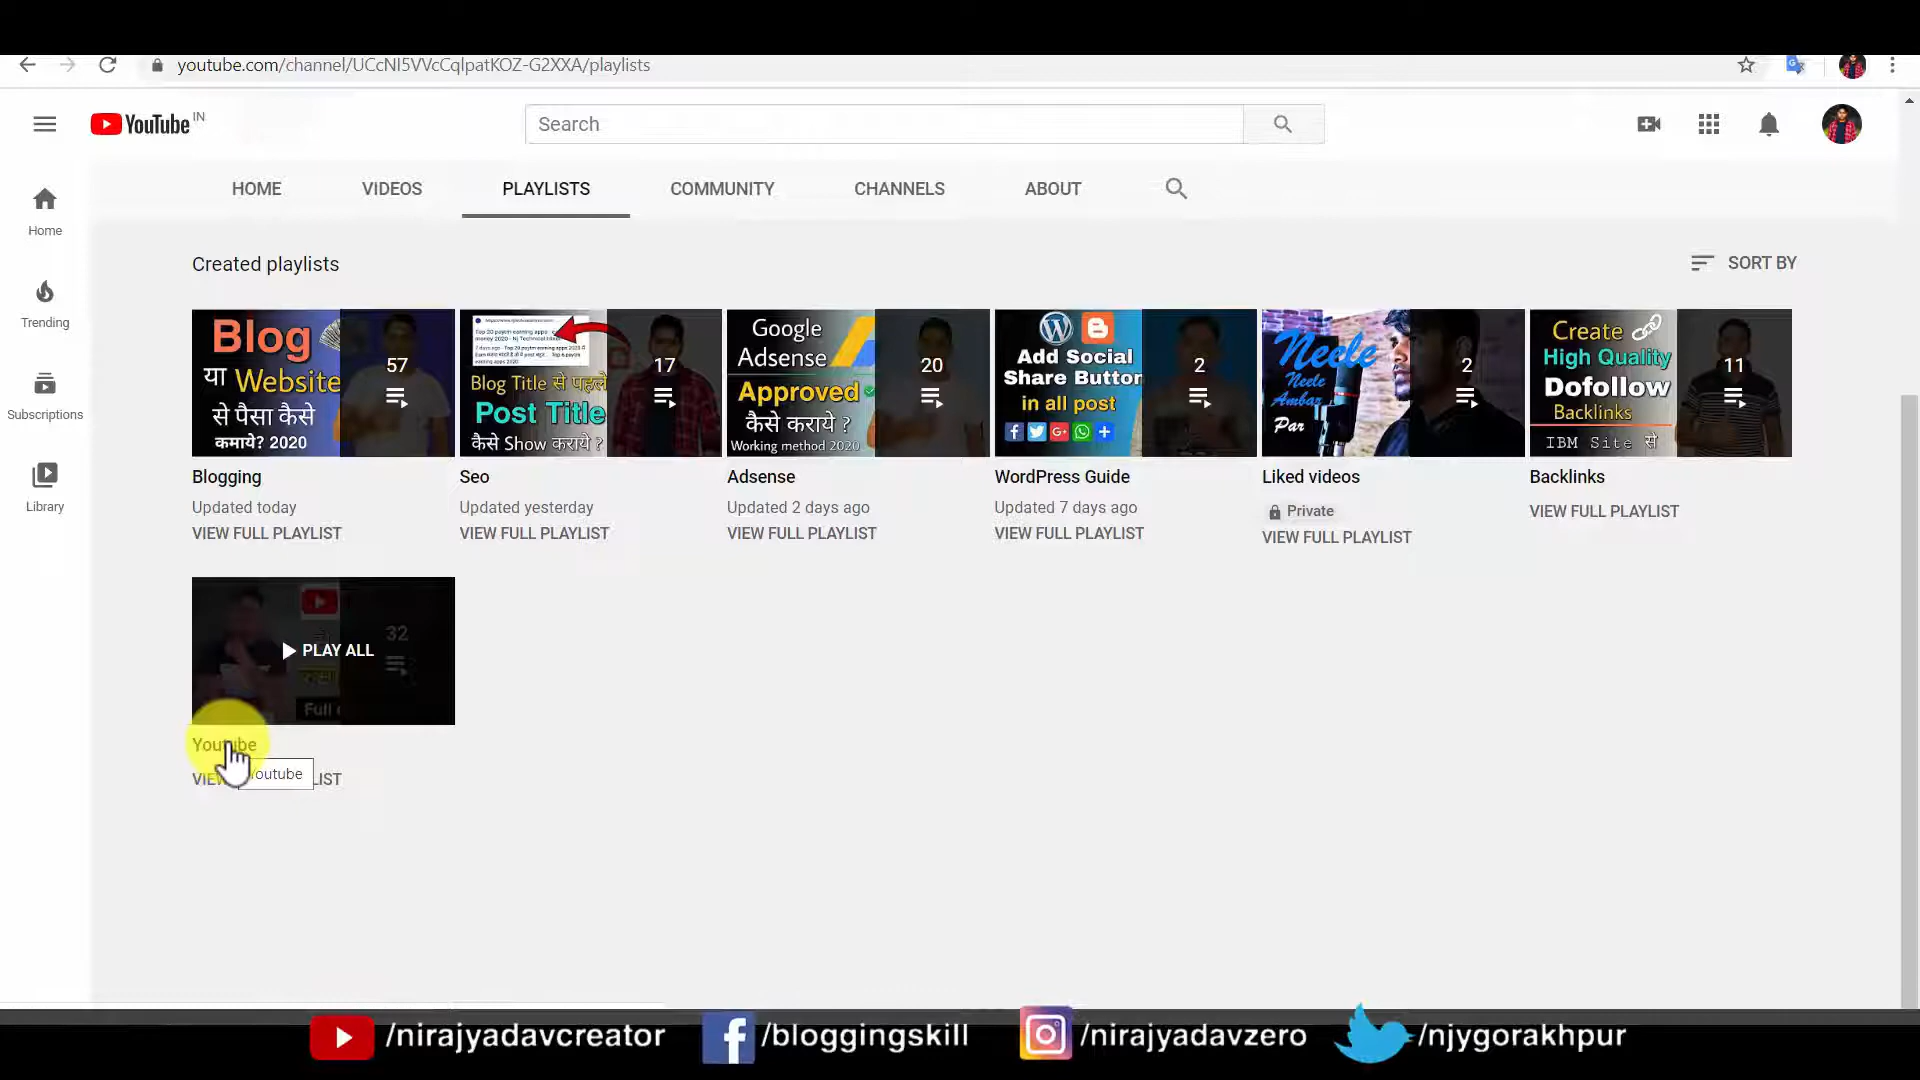 youtube.com/channel/UCcNI5VVcCqlpatKOZ-G2XXA/playlists
YouTube IN
Search
HOME VIDEOS PLAYLISTS COMMUNITY CHANNELS ABOUT
Home
Trending
Subscriptions
Library
Created playlists
SORT BY
Blog
या Website
से पैसा कैसे
कमाये? 2020
57
Blog Title से पहले
Post Title
कैसे Show कराये ?
17
Google
Adsense
Approved
कैसे कराये ?
Working method 2020
20
Add Social
Share Button
in all post
2
Neele
Neele
Ambar
Par
2
Create
High Quality
Dofollow
Backlinks
IBM Site से
11
Blogging
Updated today
VIEW FULL PLAYLIST
Seo
Updated yesterday
VIEW FULL PLAYLIST
Adsense
Updated 2 days ago
VIEW FULL PLAYLIST
WordPress Guide
Updated 7 days ago
VIEW FULL PLAYLIST
Liked videos
Private
VIEW FULL PLAYLIST
Backlinks
VIEW FULL PLAYLIST
32
PLAY ALL
Full
Youtube
/nirajyadavcreator /bloggingskill /nirajyadavzero /njygorakhpur